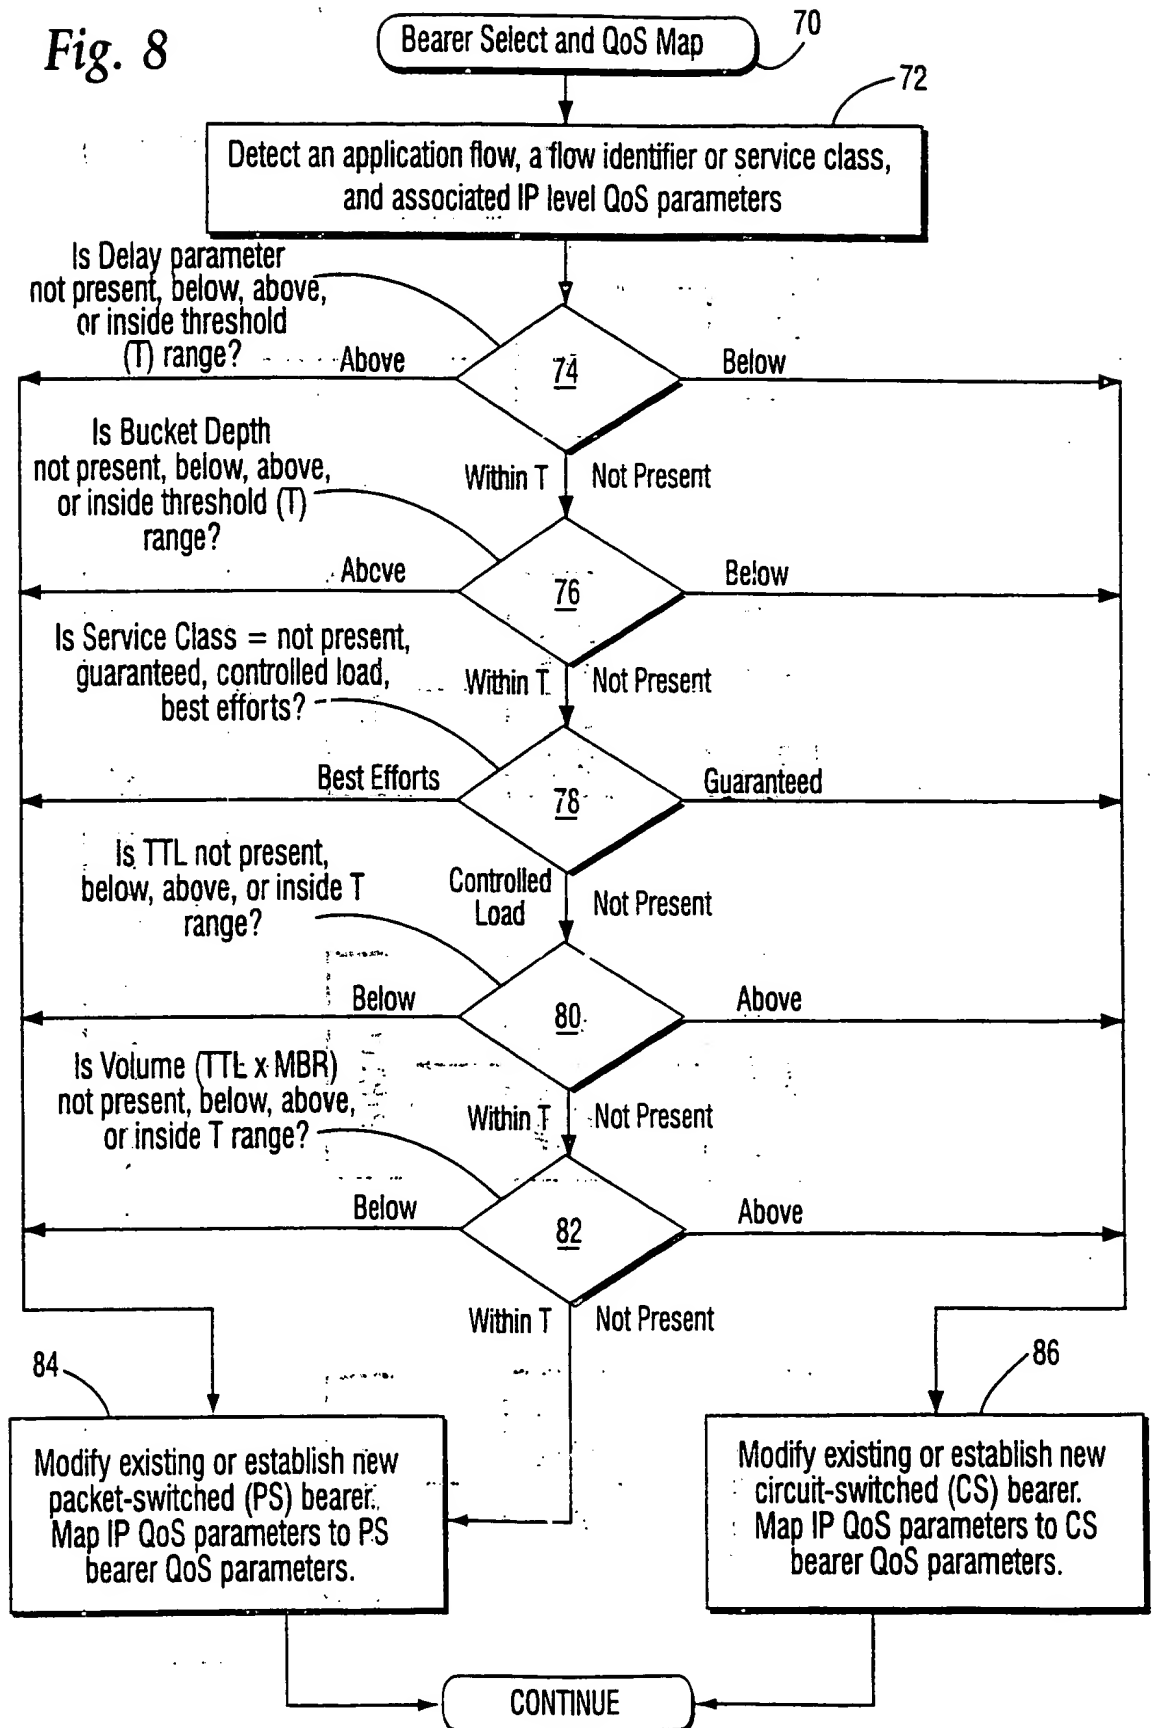 Fig. 8
Bearer Select and QoS Map
70
72
Detect an application flow, a flow identifier or service class,
and associated IP level QoS parameters
Is Delay parameter
not present, below, above,
or inside threshold
(T) range?
Above
74
Below
Within T
Not Present
Is Bucket Depth
not present, below, above,
or inside threshold (T)
range?
Above
76
Below
Within T
Not Present
Is Service Class = not present,
guaranteed, controlled load,
best efforts?
Best Efforts
78
Guaranteed
Controlled
Load
Not Present
Is TTL not present,
below, above, or inside T
range?
Below
80
Above
Within T
Not Present
Is Volume (TTL x MBR)
not present, below, above,
or inside T range?
Below
82
Above
Within T
Not Present
84
Modify existing or establish new
packet-switched (PS) bearer.
Map IP QoS parameters to PS
bearer QoS parameters.
86
Modify existing or establish new
circuit-switched (CS) bearer.
Map IP QoS parameters to CS
bearer QoS parameters.
CONTINUE